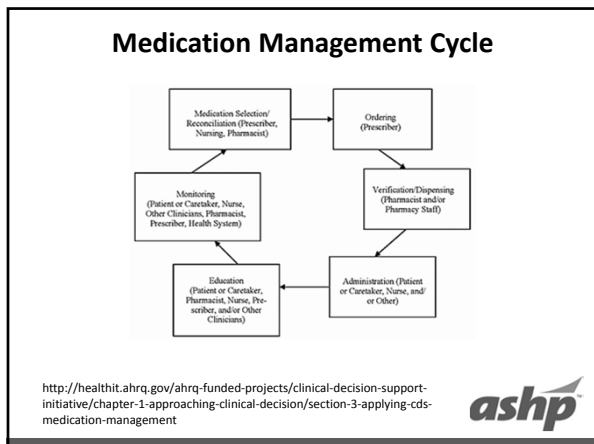 Medication Management Cycle
Medication Selection/
Reconciliation (Prescriber,
Nursing, Pharmacist)
Ordering
(Prescriber)
Verification/Dispensing
(Pharmacist and/or
Pharmacy Staff)
Administration (Patient
or Caretaker, Nurse, and/
or Other)
Education
(Patient or Caretaker,
Pharmacist, Nurse, Pre-
scriber, and/or Other
Clinicians)
Monitoring
(Patient or Caretaker, Nurse,
Other Clinicians, Pharmacist,
Prescriber, Health System)
http://healthit.ahrq.gov/ahrq-funded-projects/clinical-decision-support-
initiative/chapter-1-approaching-clinical-decision/section-3-applying-cds-
medication-management
ashp